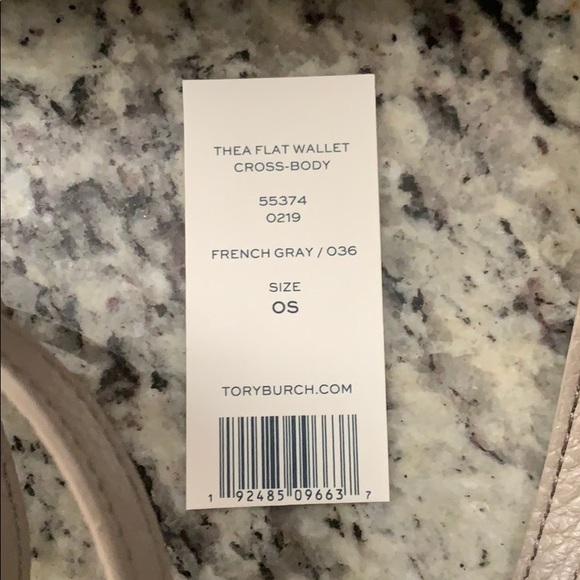 THEA FLAT WALLET
CROSS-BODY
55374
0219
FRENCH GRAY / 036
SIZE
OS
TORYBURCH.COM
1 92485 09663 7